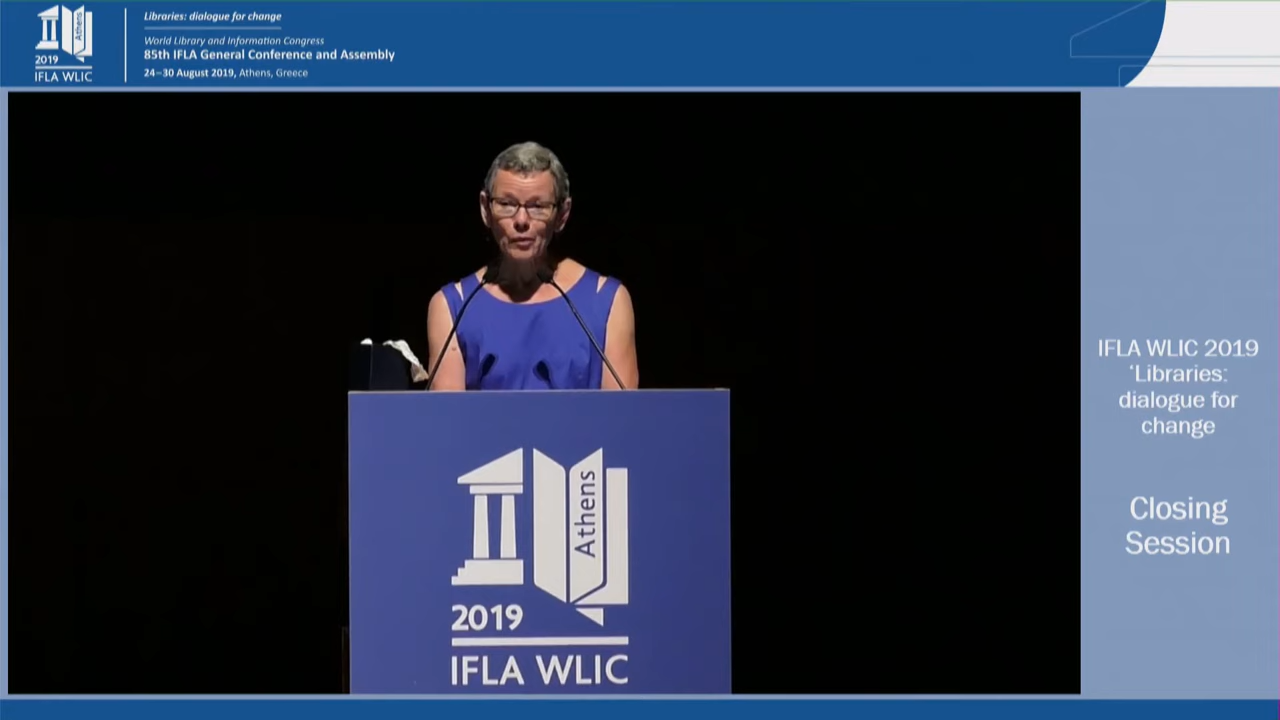 Athens
2019
IFLA WLIC
Libraries: dialogue for change
World Library and Information Congress
85th IFLA General Conference and Assembly
24–30 August 2019, Athens, Greece
Athens
2019
IFLA WLIC
IFLA WLIC 2019
‘Libraries:
dialogue for
change
Closing
Session